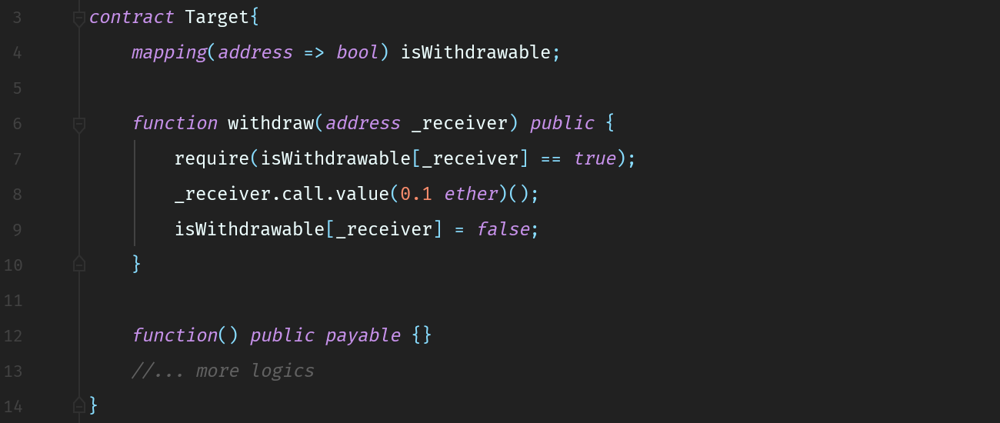 3 contract Target{
4 mapping(address => bool) isWithdrawable;
5
6 function withdraw(address _receiver) public {
7 require(isWithdrawable[_receiver] == true);
8 _receiver.call.value(0.1 ether)();
9 isWithdrawable[_receiver] = false;
10 }
11
12 function() public payable {}
13 //... more logics
14 }